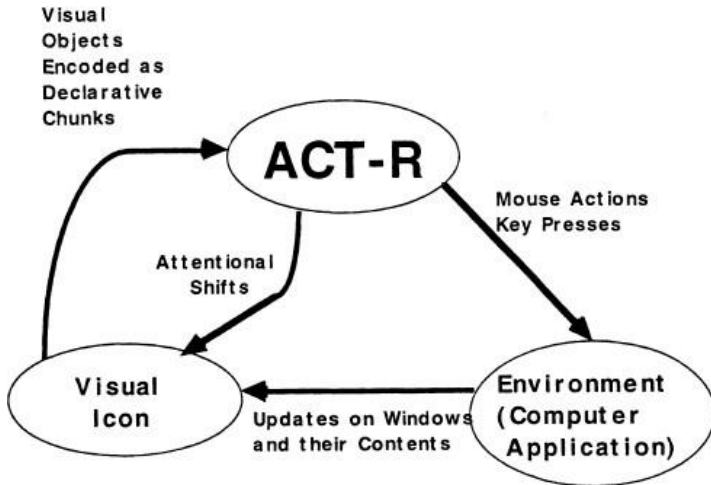 Visual
Objects
Encoded as
Declarative
Chunks
ACT-R
Mouse Actions
Key Presses
Attentional
Shifts
Visual
Icon
Environment
(Computer
Application)
Updates on Windows
and their Contents